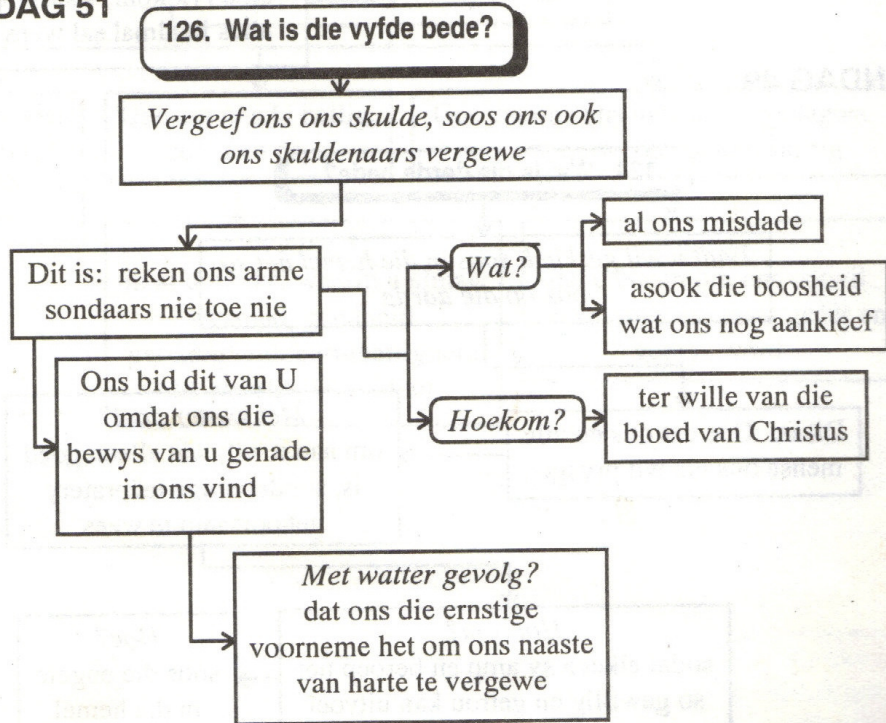 DAG 51
126. Wat is die vyfde bede?
Vergeef ons ons skulde, soos ons ook
ons skuldenaars vergewe
Dit is: reken ons arme
sondaars nie toe nie
Wat?
al ons misdade
asook die boosheid
wat ons nog aankleef
Hoekom?
ter wille van die
bloed van Christus
Ons bid dit van U
omdat ons die
bewys van u genade
in ons vind
Met watter gevolg?
dat ons die ernstige
voorneme het om ons naaste
van harte te vergewe